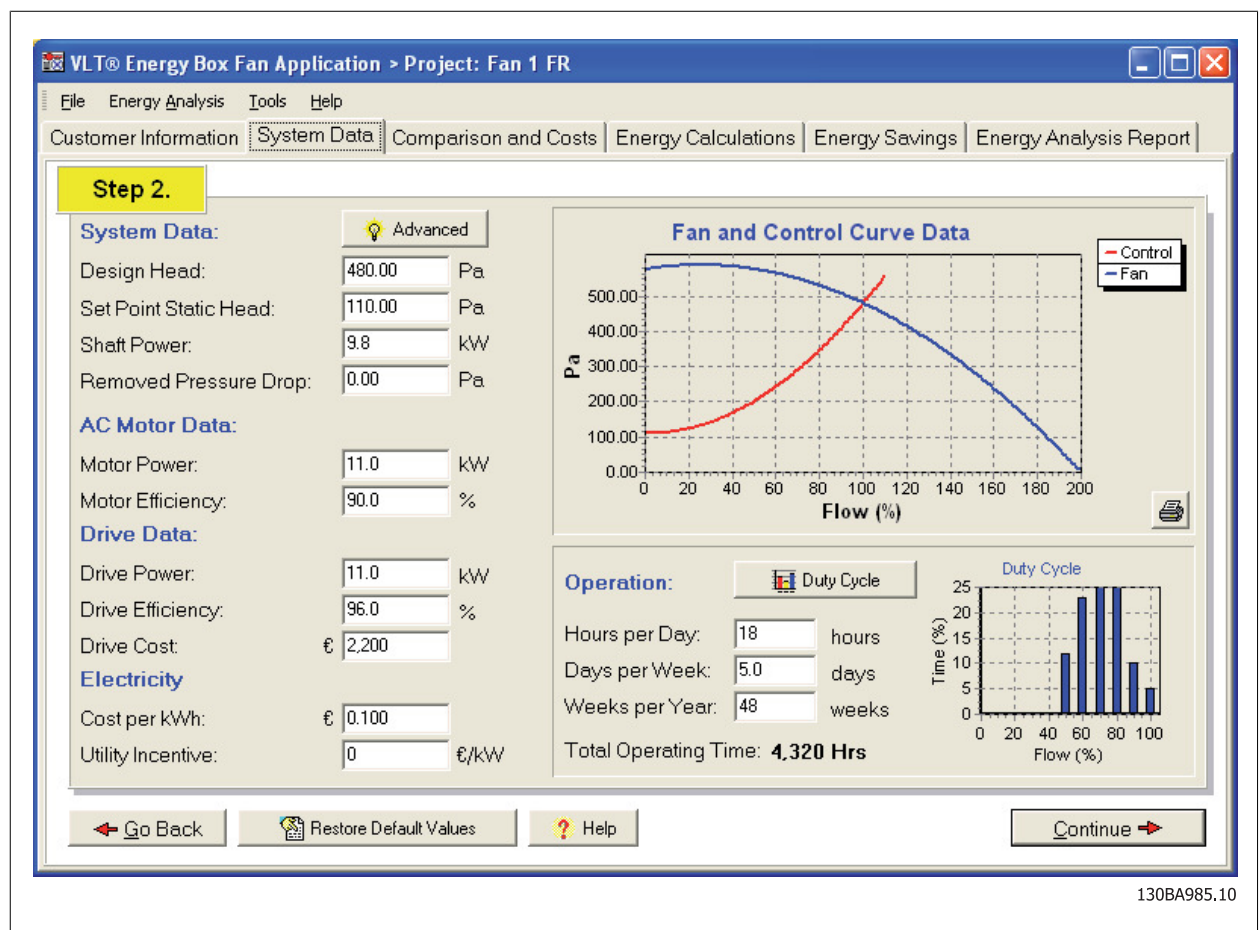 VLT® Energy Box Fan Application > Project: Fan 1 FR
File Energy Analysis Tools Help
Customer Information System Data Comparison and Costs Energy Calculations Energy Savings Energy Analysis Report
Step 2.
System Data: Advanced
Design Head: 480.00 Pa
Set Point Static Head: 110.00 Pa
Shaft Power: 9.8 kW
Removed Pressure Drop: 0.00 Pa
AC Motor Data:
Motor Power: 11.0 kW
Motor Efficiency: 90.0 %
Drive Data:
Drive Power: 11.0 kW
Drive Efficiency: 96.0 %
Drive Cost: € 2,200
Electricity
Cost per kWh: € 0.100
Utility Incentive: 0 €/kW
Fan and Control Curve Data
Control
Fan
Pa
500.00
400.00
300.00
200.00
100.00
0.00
0 20 40 60 80 100 120 140 160 180 200
Flow (%)
Operation: Duty Cycle
Hours per Day: 18 hours
Days per Week: 5.0 days
Weeks per Year: 48 weeks
Total Operating Time: 4,320 Hrs
Duty Cycle
Time (%)
25
20
15
10
5
0
0 20 40 60 80 100
Flow (%)
Go Back Restore Default Values ? Help Continue
130BA985.10